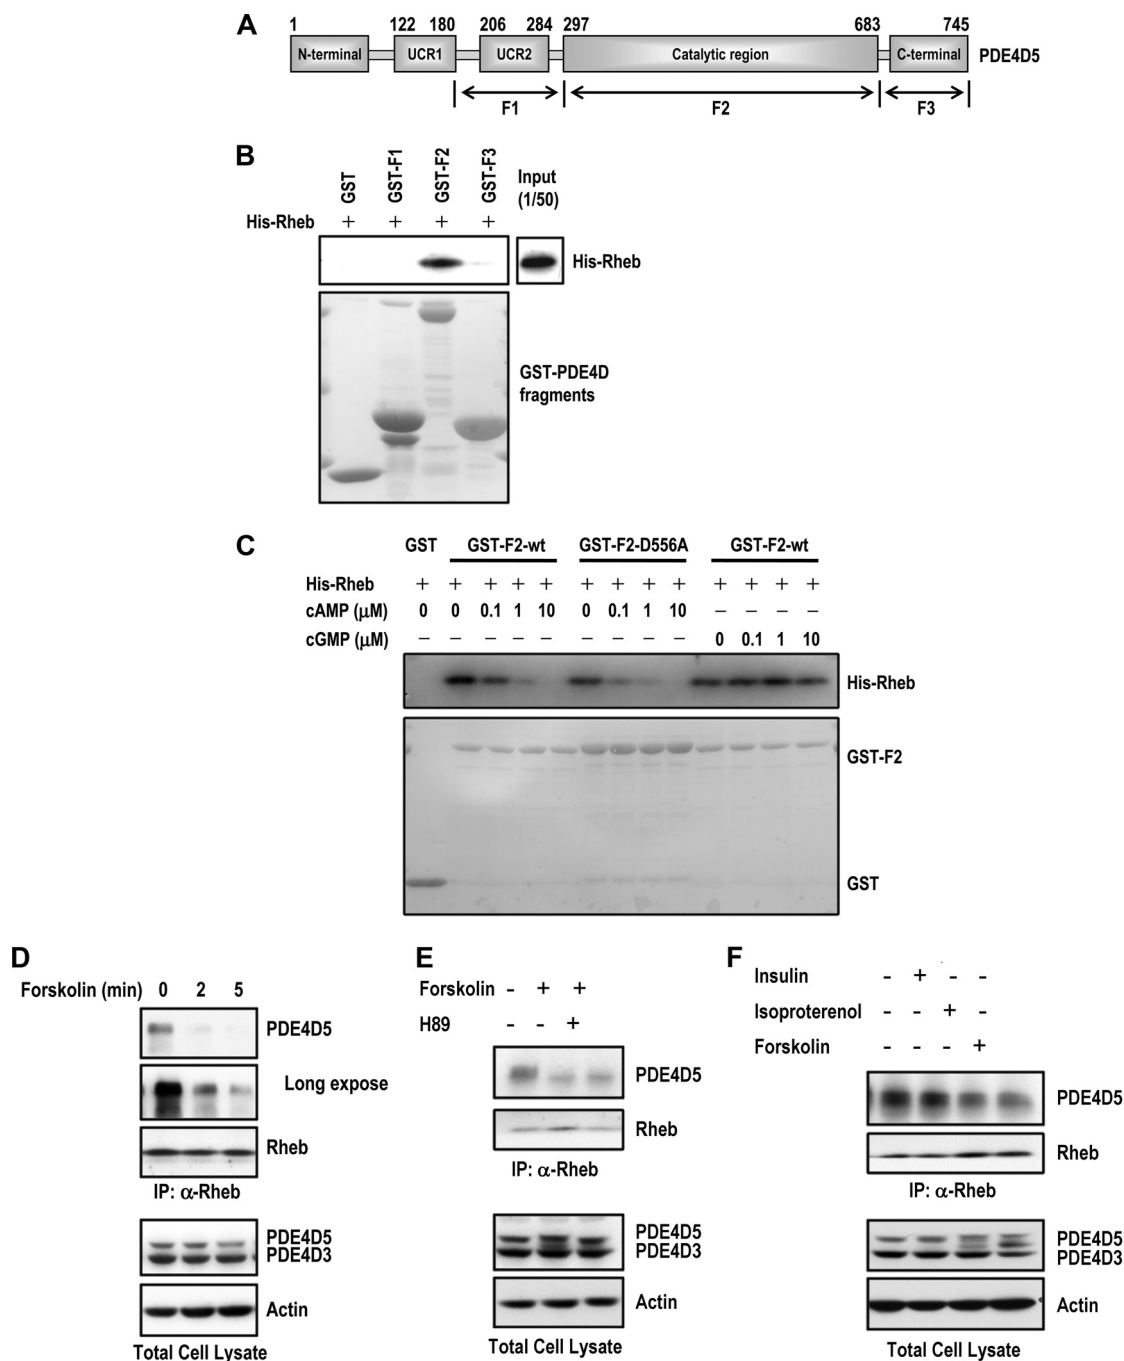 A
1 122 180 206 284 297 683 745
N-terminal UCR1 UCR2 Catalytic region C-terminal PDE4D5
F1 F2 F3
B
GST GST-F1 GST-F2 GST-F3 Input
(1/50)
His-Rheb + + + +
His-Rheb
GST-PDE4D
fragments
C
GST GST-F2-wt GST-F2-D556A GST-F2-wt
His-Rheb + + + + + + + + + + + + +
cAMP (μM) 0 0 0.1 1 10 0 0.1 1 10 – – – –
cGMP (μM) – – – – – – – – – 0 0.1 1 10
His-Rheb
GST-F2
GST
D
Forskolin (min) 0 2 5
PDE4D5
Long expose
Rheb
IP: α-Rheb
PDE4D5
PDE4D3
Actin
Total Cell Lysate
E
Forskolin - + +
H89 - - +
PDE4D5
Rheb
IP: α-Rheb
PDE4D5
PDE4D3
Actin
Total Cell Lysate
F
Insulin - + - -
Isoproterenol - - + -
Forskolin - - - +
PDE4D5
Rheb
IP: α-Rheb
PDE4D5
PDE4D3
Actin
Total Cell Lysate